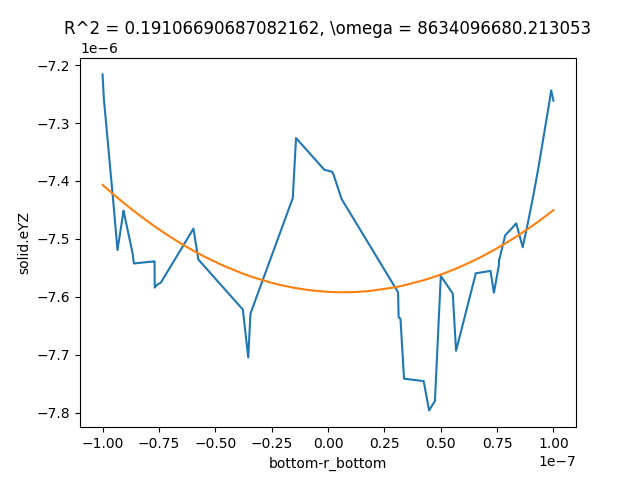 R^2 = 0.19106690687082162, \omega = 8634096680.213053
1e−6
−7.2
−7.3
−7.4
−7.5
−7.6
−7.7
−7.8
solid.eYZ
−1.00 −0.75 −0.50 −0.25 0.00 0.25 0.50 0.75 1.00
bottom-r_bottom
1e−7